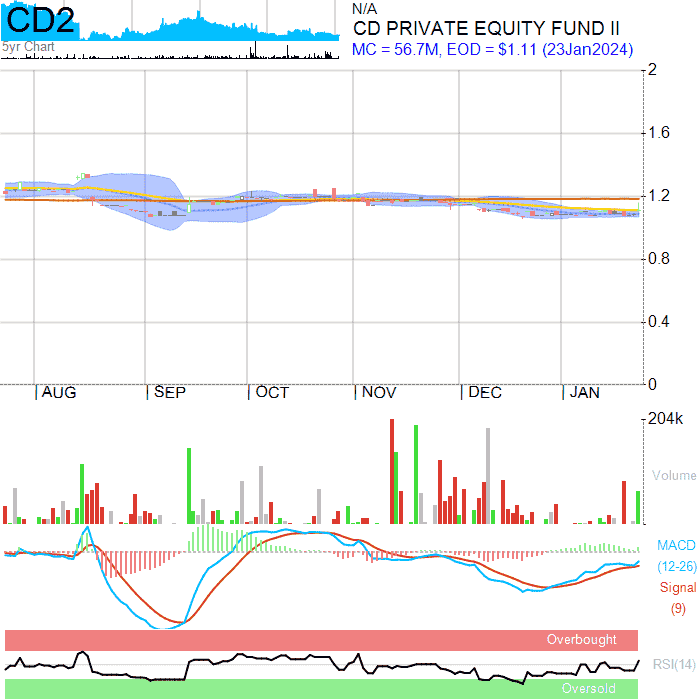 CD2
5yr Chart
N/A
CD PRIVATE EQUITY FUND II
MC = 56.7M, EOD = $1.11 (23Jan2024)
2
1.6
1.2
0.8
0.4
0
AUG SEP OCT NOV DEC JAN
204k
Volume
MACD
(12-26)
Signal
(9)
Overbought
RSI(14)
Oversold